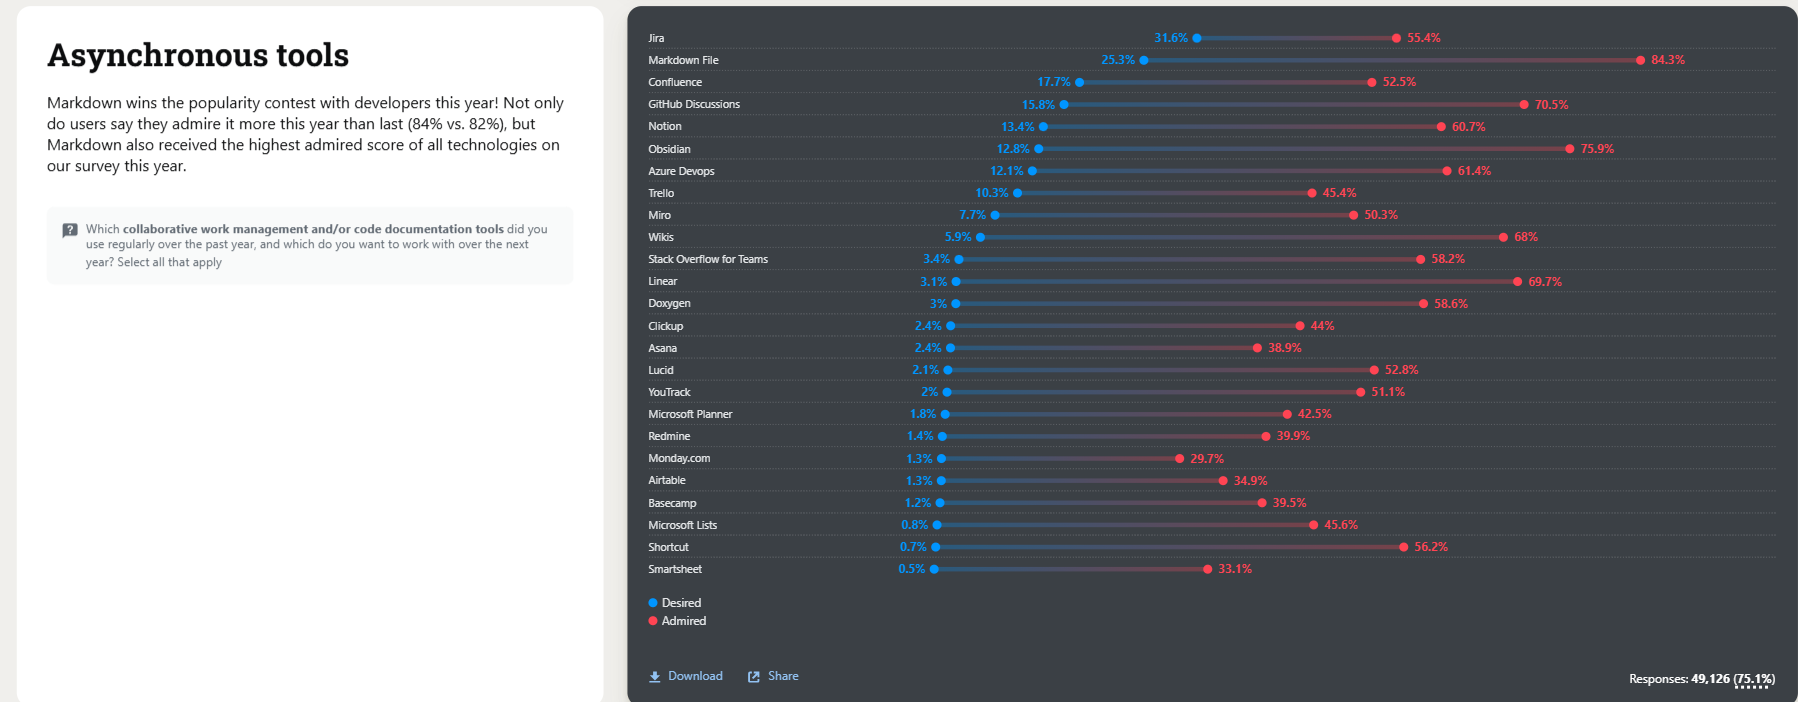 Asynchronous tools
Markdown wins the popularity contest with developers this year! Not only
do users say they admire it more this year than last (84% vs. 82%), but
Markdown also received the highest admired score of all technologies on
our survey this year.
Which collaborative work management and/or code documentation tools did you
use regularly over the past year, and which do you want to work with over the next
year? Select all that apply
Jira 31.6% 55.4%
Markdown File 25.3% 84.3%
Confluence 17.7% 52.5%
GitHub Discussions 15.8% 70.5%
Notion 13.4% 60.7%
Obsidian 12.8% 75.9%
Azure Devops 12.1% 61.4%
Trello 10.3% 45.4%
Miro 7.7% 50.3%
Wikis 5.9% 68%
Stack Overflow for Teams 3.4% 58.2%
Linear 3.1% 69.7%
Doxygen 3% 58.6%
Clickup 2.4% 44%
Asana 2.4% 38.9%
Lucid 2.1% 52.8%
YouTrack 2% 51.1%
Microsoft Planner 1.8% 42.5%
Redmine 1.4% 39.9%
Monday.com 1.3% 29.7%
Airtable 1.3% 34.9%
Basecamp 1.2% 39.5%
Microsoft Lists 0.8% 45.6%
Shortcut 0.7% 56.2%
Smartsheet 0.5% 33.1%
Desired
Admired
Download Share
Responses: 49,126 (75.1%)